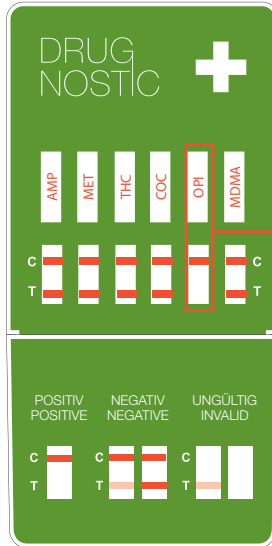 DRUG
NOSTIC
AMP MET THC COC OPI MDMA
C C
T T
POSITIV NEGATIV UNGÜLTIG
POSITIVE NEGATIVE INVALID
C C C
T T T